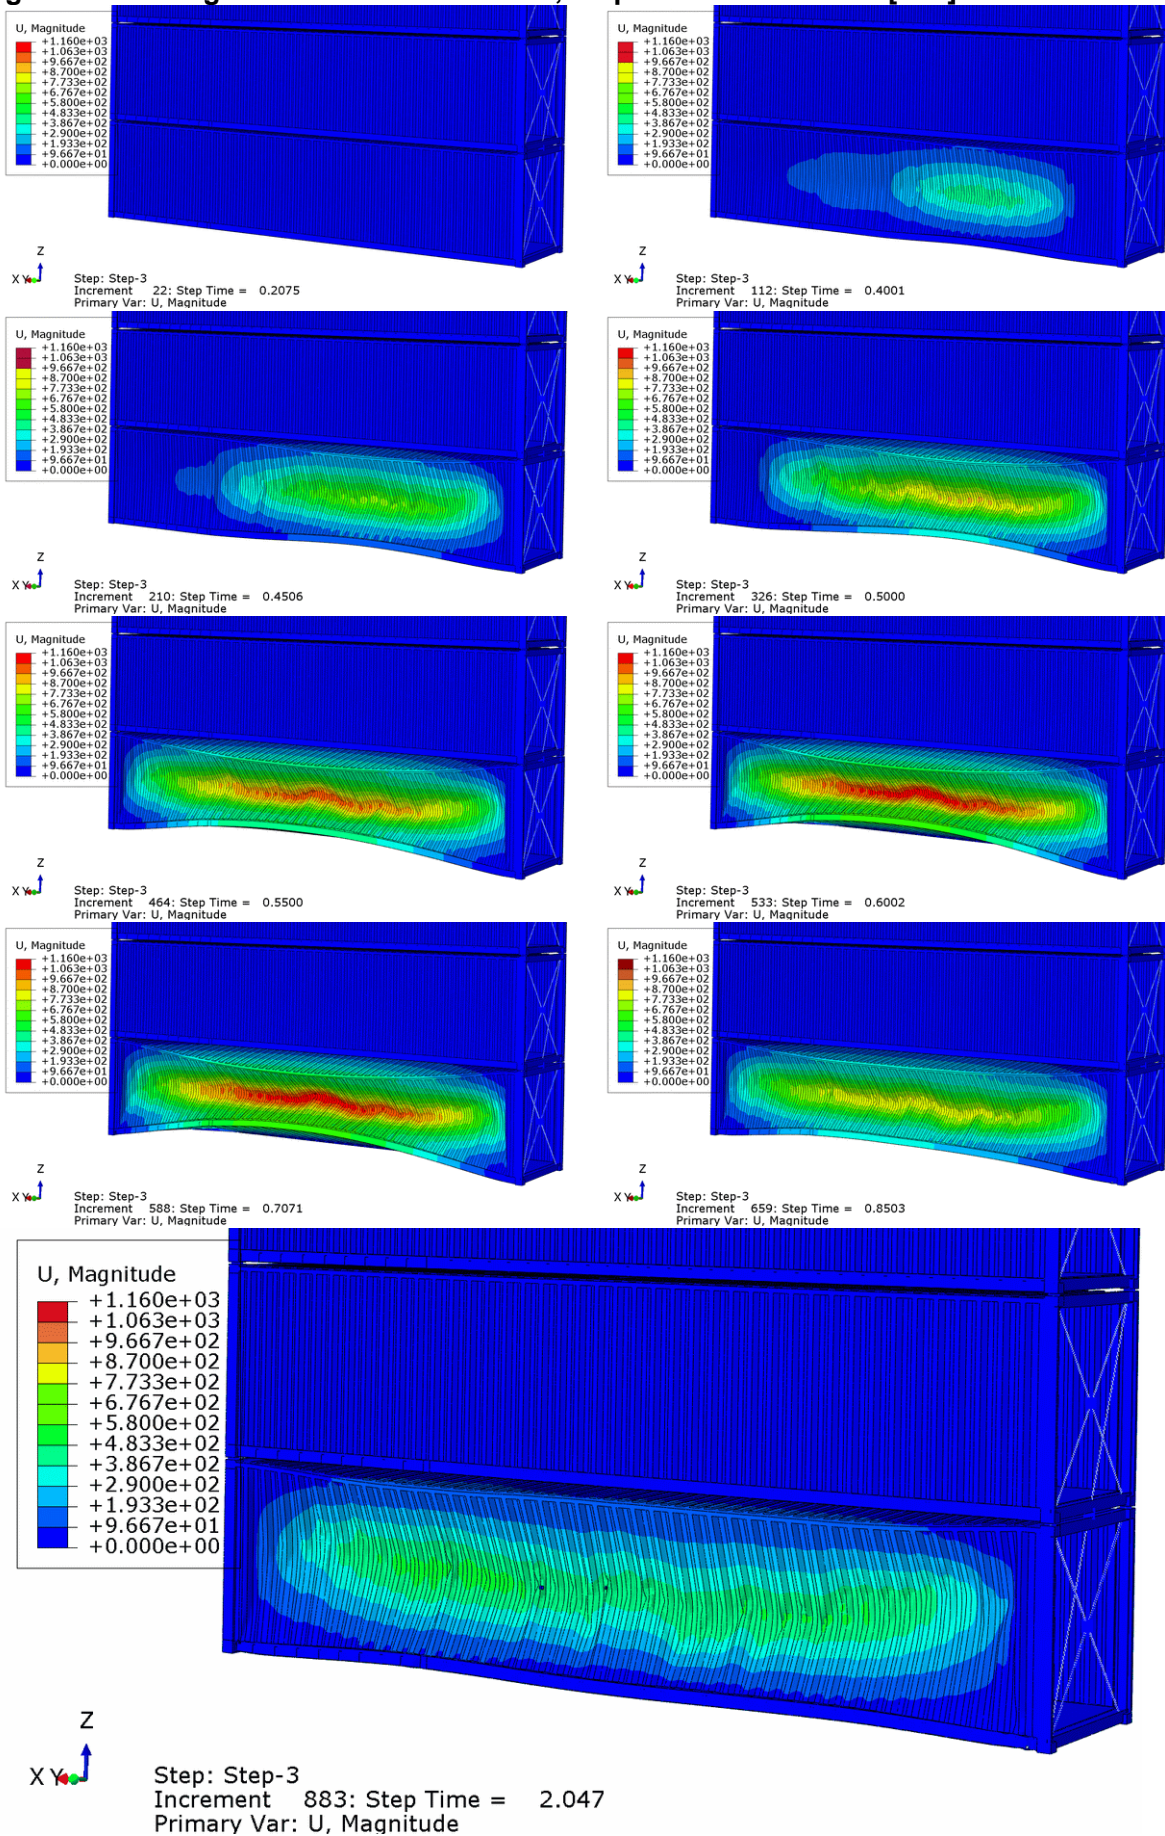 U, Magnitude
+1.160e+03
+1.063e+03
+9.667e+02
+8.700e+02
+7.733e+02
+6.767e+02
+5.800e+02
+4.833e+02
+3.867e+02
+2.900e+02
+1.933e+02
+9.667e+01
+0.000e+00
Z
X Y
Step: Step-3
Increment 22: Step Time = 0.2075
Primary Var: U, Magnitude
U, Magnitude
+1.160e+03
+1.063e+03
+9.667e+02
+8.700e+02
+7.733e+02
+6.767e+02
+5.800e+02
+4.833e+02
+3.867e+02
+2.900e+02
+1.933e+02
+9.667e+01
+0.000e+00
Z
X Y
Step: Step-3
Increment 112: Step Time = 0.4001
Primary Var: U, Magnitude
U, Magnitude
+1.160e+03
+1.063e+03
+9.667e+02
+8.700e+02
+7.733e+02
+6.767e+02
+5.800e+02
+4.833e+02
+3.867e+02
+2.900e+02
+1.933e+02
+9.667e+01
+0.000e+00
Z
X Y
Step: Step-3
Increment 210: Step Time = 0.4506
Primary Var: U, Magnitude
U, Magnitude
+1.160e+03
+1.063e+03
+9.667e+02
+8.700e+02
+7.733e+02
+6.767e+02
+5.800e+02
+4.833e+02
+3.867e+02
+2.900e+02
+1.933e+02
+9.667e+01
+0.000e+00
Z
X Y
Step: Step-3
Increment 326: Step Time = 0.5000
Primary Var: U, Magnitude
U, Magnitude
+1.160e+03
+1.063e+03
+9.667e+02
+8.700e+02
+7.733e+02
+6.767e+02
+5.800e+02
+4.833e+02
+3.867e+02
+2.900e+02
+1.933e+02
+9.667e+01
+0.000e+00
Z
X Y
Step: Step-3
Increment 464: Step Time = 0.5500
Primary Var: U, Magnitude
U, Magnitude
+1.160e+03
+1.063e+03
+9.667e+02
+8.700e+02
+7.733e+02
+6.767e+02
+5.800e+02
+4.833e+02
+3.867e+02
+2.900e+02
+1.933e+02
+9.667e+01
+0.000e+00
Z
X Y
Step: Step-3
Increment 533: Step Time = 0.6002
Primary Var: U, Magnitude
U, Magnitude
+1.160e+03
+1.063e+03
+9.667e+02
+8.700e+02
+7.733e+02
+6.767e+02
+5.800e+02
+4.833e+02
+3.867e+02
+2.900e+02
+1.933e+02
+9.667e+01
+0.000e+00
Z
X Y
Step: Step-3
Increment 588: Step Time = 0.7071
Primary Var: U, Magnitude
U, Magnitude
+1.160e+03
+1.063e+03
+9.667e+02
+8.700e+02
+7.733e+02
+6.767e+02
+5.800e+02
+4.833e+02
+3.867e+02
+2.900e+02
+1.933e+02
+9.667e+01
+0.000e+00
Z
X Y
Step: Step-3
Increment 659: Step Time = 0.8503
Primary Var: U, Magnitude
U, Magnitude
+1.160e+03
+1.063e+03
+9.667e+02
+8.700e+02
+7.733e+02
+6.767e+02
+5.800e+02
+4.833e+02
+3.867e+02
+2.900e+02
+1.933e+02
+9.667e+01
+0.000e+00
Z
X Y
Step: Step-3
Increment 883: Step Time = 2.047
Primary Var: U, Magnitude